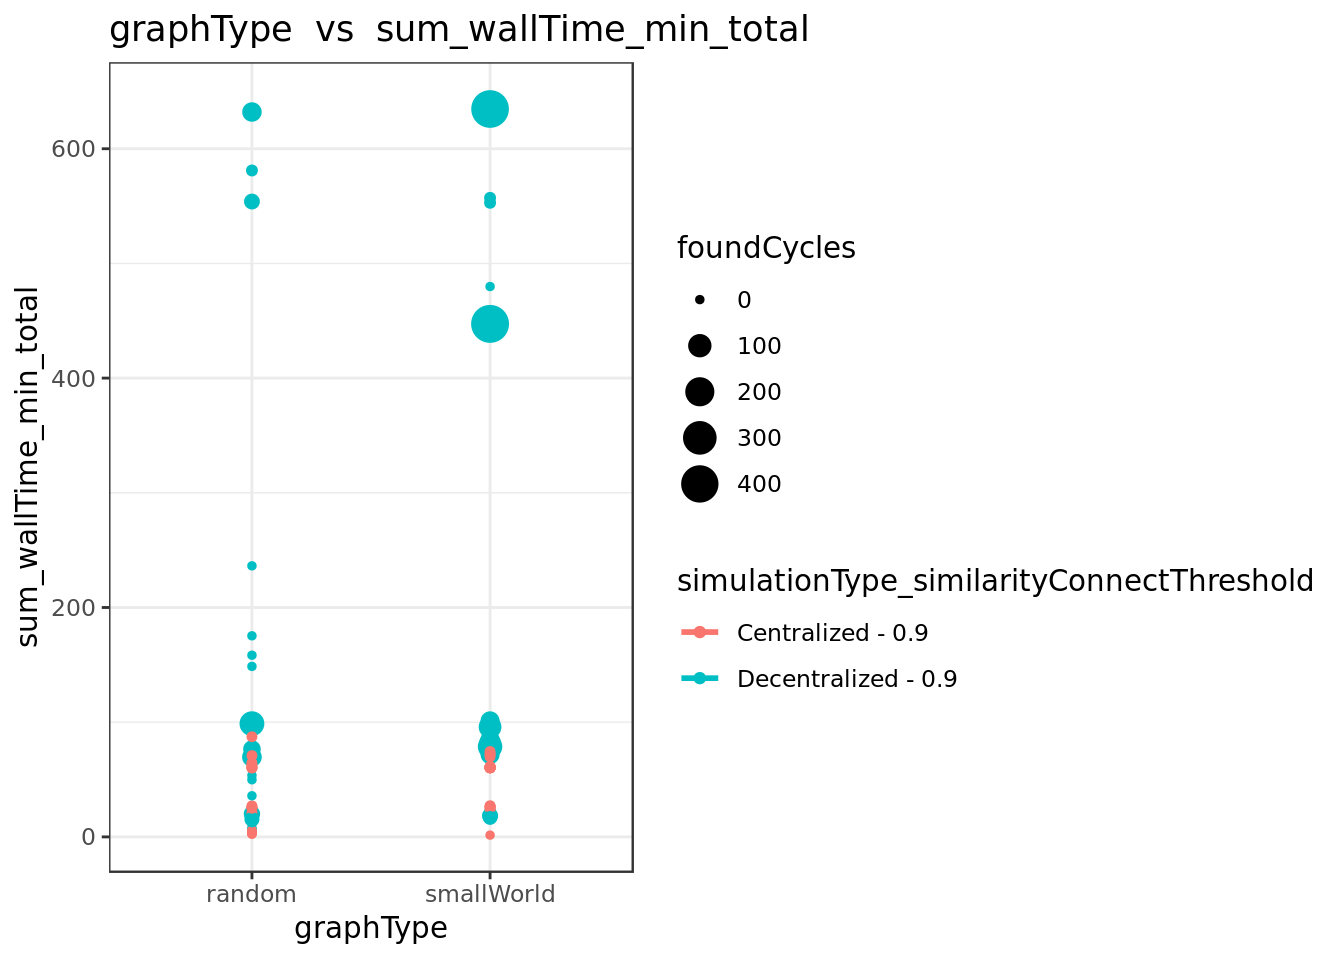 graphType vs sum_wallTime_min_total
sum_wallTime_min_total
600
400
200
0
random
smallWorld
graphType
foundCycles
0
100
200
300
400
simulationType_similarityConnectThreshold
Centralized - 0.9
Decentralized - 0.9